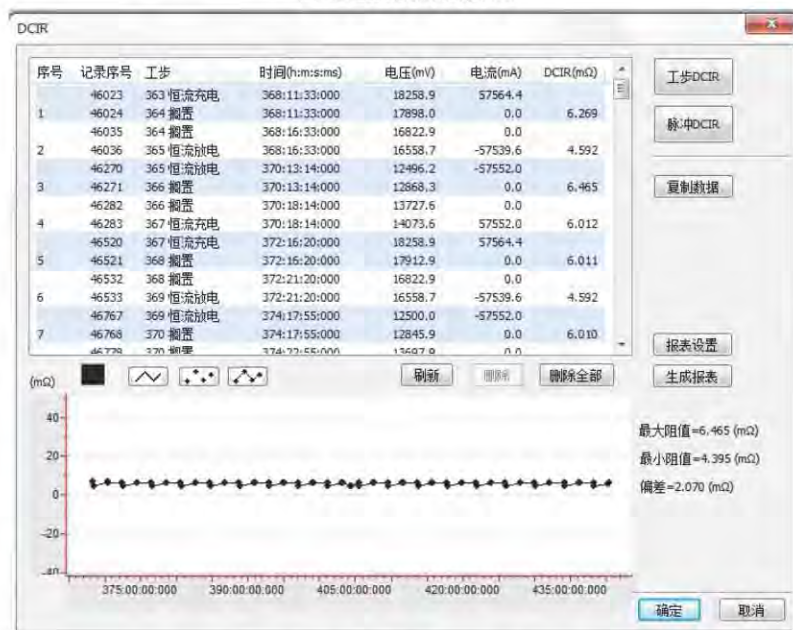 DCIR
序号 记录序号 工步 时间(h:m:s:ms) 电压(mV) 电流(mA) DCIR(mΩ)
46023 363 恒流充电 368:11:33:000 18258.9 57564.4
1 46024 364 搁置 368:11:33:000 17898.0 0.0 6.269
46035 364 搁置 368:16:33:000 16822.9 0.0
2 46036 365 恒流放电 368:16:33:000 16558.7 -57539.6 4.592
46270 365 恒流放电 370:13:14:000 12496.2 -57552.0
3 46271 366 搁置 370:13:14:000 12868.3 0.0 6.465
46282 366 搁置 370:18:14:000 13727.6 0.0
4 46283 367 恒流充电 370:18:14:000 14073.6 57552.0 6.012
46520 367 恒流充电 372:16:20:000 18258.9 57564.4
5 46521 368 搁置 372:16:20:000 17912.9 0.0 6.011
46532 368 搁置 372:21:20:000 16822.9 0.0
6 46533 369 恒流放电 372:21:20:000 16558.7 -57539.6 4.592
46767 369 恒流放电 374:17:55:000 12500.0 -57552.0
7 46768 370 搁置 374:17:55:000 12845.9 0.0 6.010
46779 370 搁置 374:22:55:000 13697.9 0.0
工步DCIR
脉冲DCIR
复制数据
报表设置
生成报表
刷新 删除 删除全部
(mΩ)
40
20
0
-20
-40
375:00:00:000 390:00:00:000 405:00:00:000 420:00:00:000 435:00:00:000
最大阻值=6.465 (mΩ)
最小阻值=4.395 (mΩ)
偏差=2.070 (mΩ)
确定 取消